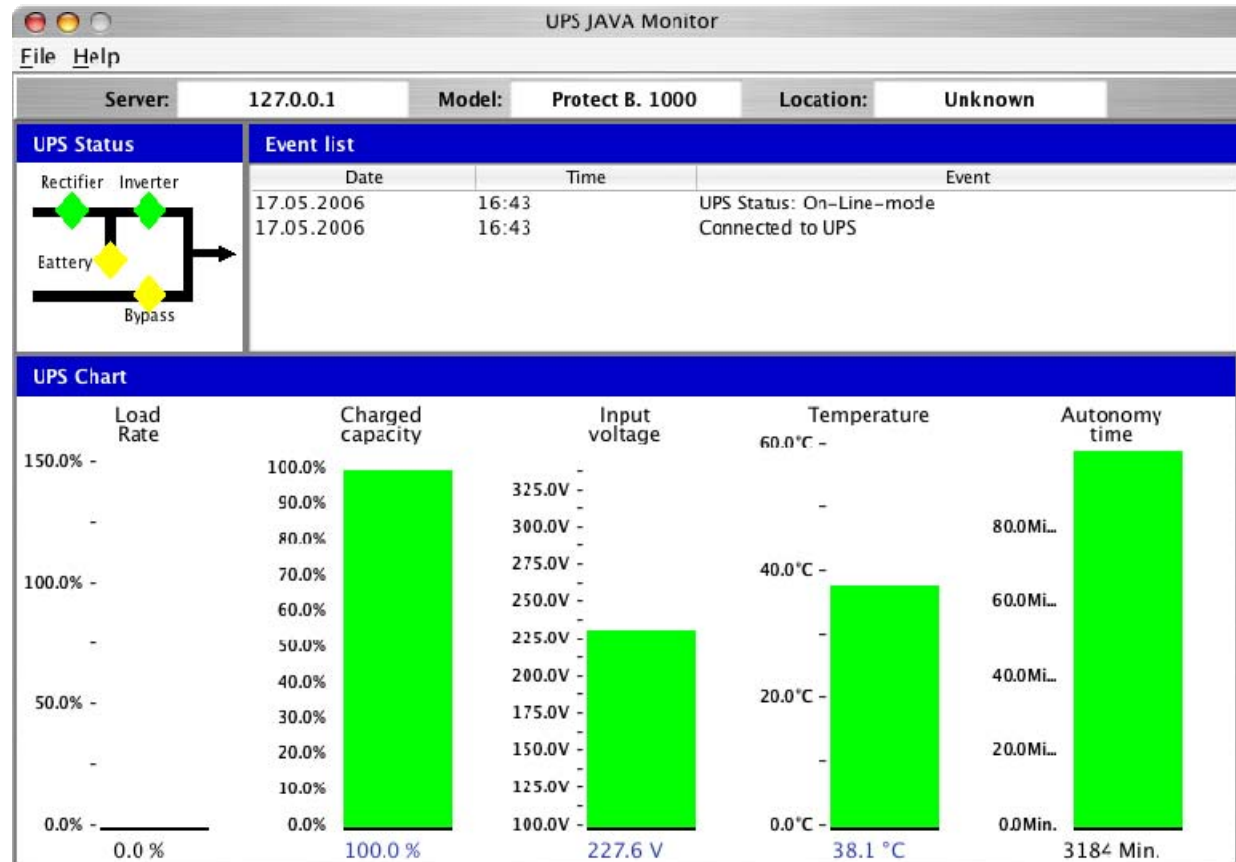 UPS JAVA Monitor
File Help
Server: 127.0.0.1 Model: Protect B. 1000 Location: Unknown
UPS Status
Rectifier Inverter
Battery
Bypass
Event list
Date Time Event
17.05.2006 16:43 UPS Status: On-Line-mode
17.05.2006 16:43 Connected to UPS
UPS Chart
Load
Rate
150.0%
100.0%
50.0%
0.0%
0.0 %
Charged
capacity
100.0%
90.0%
80.0%
70.0%
60.0%
50.0%
40.0%
30.0%
20.0%
10.0%
0.0%
100.0 %
Input
voltage
325.0V
300.0V
275.0V
250.0V
225.0V
200.0V
175.0V
150.0V
125.0V
100.0V
227.6 V
Temperature
60.0°C
40.0°C
20.0°C
0.0°C
38.1 °C
Autonomy
time
80.0Mi...
60.0Mi...
40.0Mi...
20.0Mi...
0.0Min.
3184 Min.